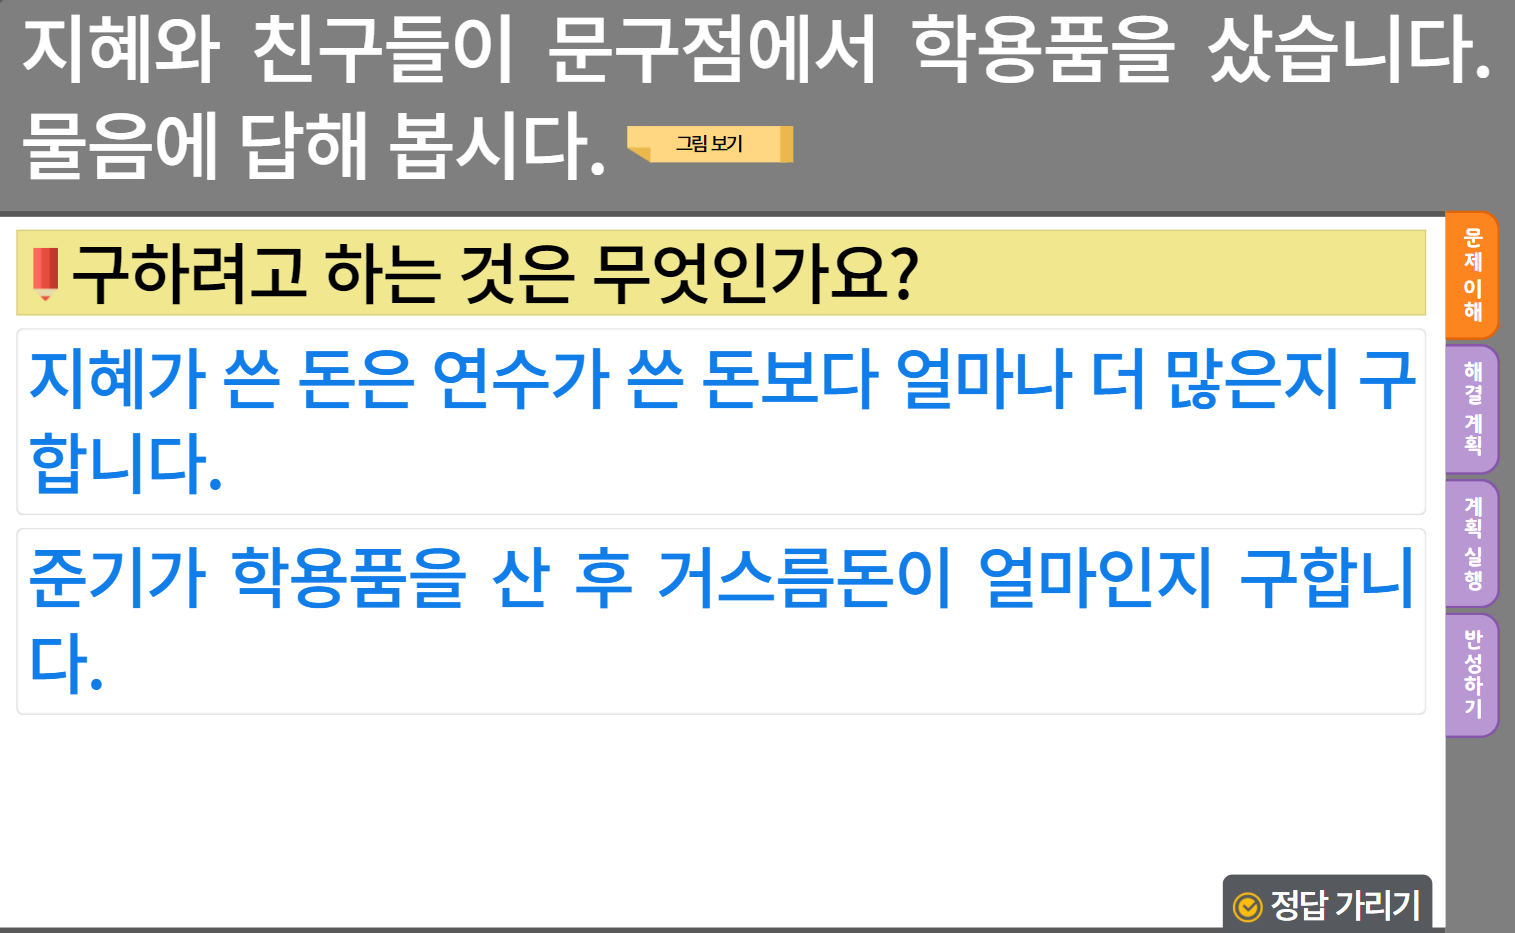 지혜와 친구들이 문구점에서 학용품을 샀습니다.
물음에 답해 봅시다.
그림 보기
구하려고 하는 것은 무엇인가요?
지혜가 쓴 돈은 연수가 쓴 돈보다 얼마나 더 많은지 구
합니다.
준기가 학용품을 산 후 거스름돈이 얼마인지 구합니
다.
문제 이해
해결 계획
계획 실행
반성하기
정답 가리기